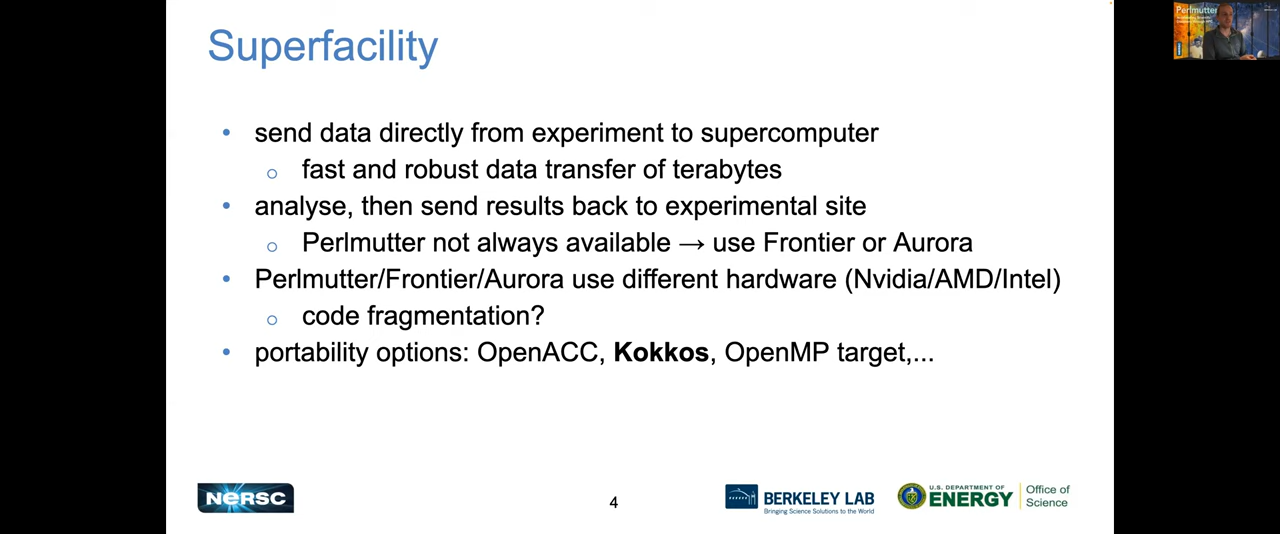 Superfacility
• send data directly from experiment to supercomputer
○ fast and robust data transfer of terabytes
• analyse, then send results back to experimental site
○ Perlmutter not always available → use Frontier or Aurora
• Perlmutter/Frontier/Aurora use different hardware (Nvidia/AMD/Intel)
○ code fragmentation?
• portability options: OpenACC, Kokkos, OpenMP target,...
NERSC
4
BERKELEY LAB
Bringing Science Solutions to the World
U.S. DEPARTMENT OF
ENERGY
Office of
Science
Perlmutter